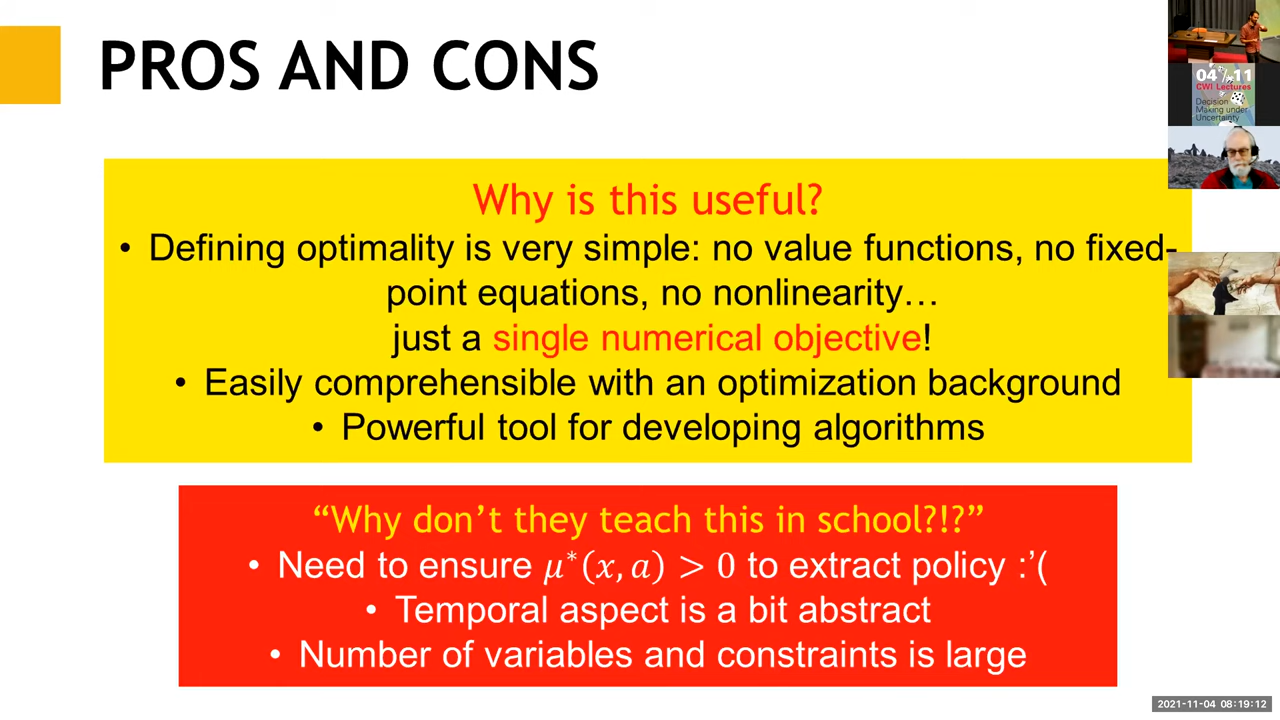 PROS AND CONS
Why is this useful?
• Defining optimality is very simple: no value functions, no fixed-
point equations, no nonlinearity…
just a single numerical objective!
• Easily comprehensible with an optimization background
• Powerful tool for developing algorithms
“Why don’t they teach this in school?!?”
• Need to ensure μ*(x, a) > 0 to extract policy :’(
• Temporal aspect is a bit abstract
• Number of variables and constraints is large
04 11
CWI Lectures
Decision
Making under
Uncertainty
2021-11-04 08:19:12